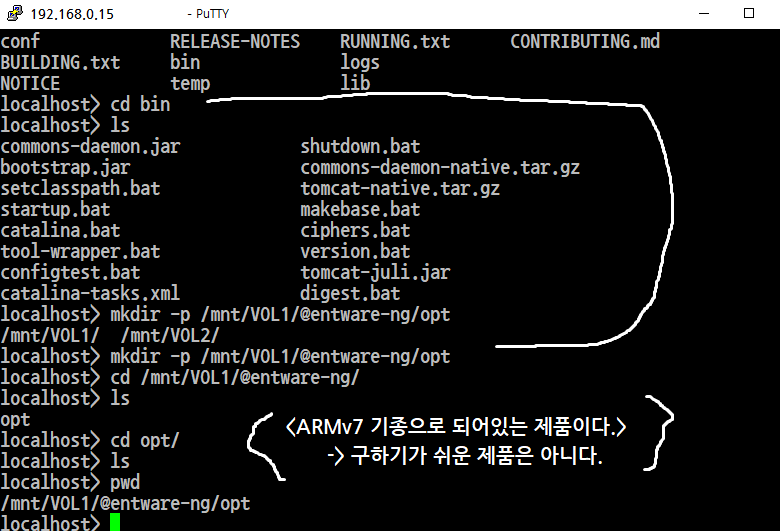 192.168.0.15 - PuTTY
conf RELEASE-NOTES RUNNING.txt CONTRIBUTING.md
BUILDING.txt bin logs
NOTICE temp lib
localhost> cd bin
localhost> ls
commons-daemon.jar shutdown.bat
bootstrap.jar commons-daemon-native.tar.gz
setclasspath.bat tomcat-native.tar.gz
startup.bat makebase.bat
catalina.bat ciphers.bat
tool-wrapper.bat version.bat
configtest.bat tomcat-juli.jar
catalina-tasks.xml digest.bat
localhost> mkdir -p /mnt/VOL1/@entware-ng/opt
/mnt/VOL1/ /mnt/VOL2/
localhost> mkdir -p /mnt/VOL1/@entware-ng/opt
localhost> cd /mnt/VOL1/@entware-ng/
localhost> ls
opt
localhost> cd opt/
localhost> ls
localhost> pwd
/mnt/VOL1/@entware-ng/opt
localhost>
<ARMv7 기종으로 되어있는 제품이다.>
-> 구하기가 쉬운 제품은 아니다.